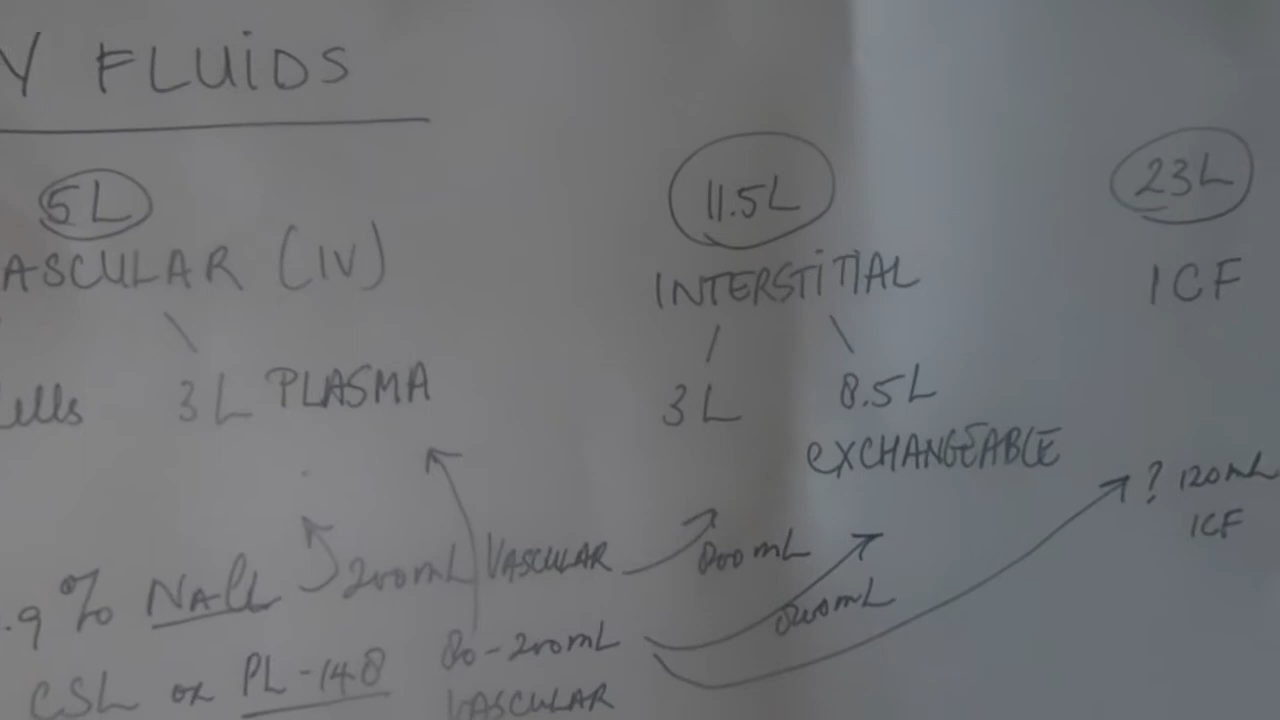 Y FLUIDS
5L
11.5L
23L
ASCULAR (IV)
INTERSTITIAL
ICF
ells 3L PLASMA
3L
8.5L
EXCHANGEABLE
? 120mL
ICF
.9% NaCl 200mL VASCULAR
800mL
CSL or PL-148
80-200mL
VASCULAR